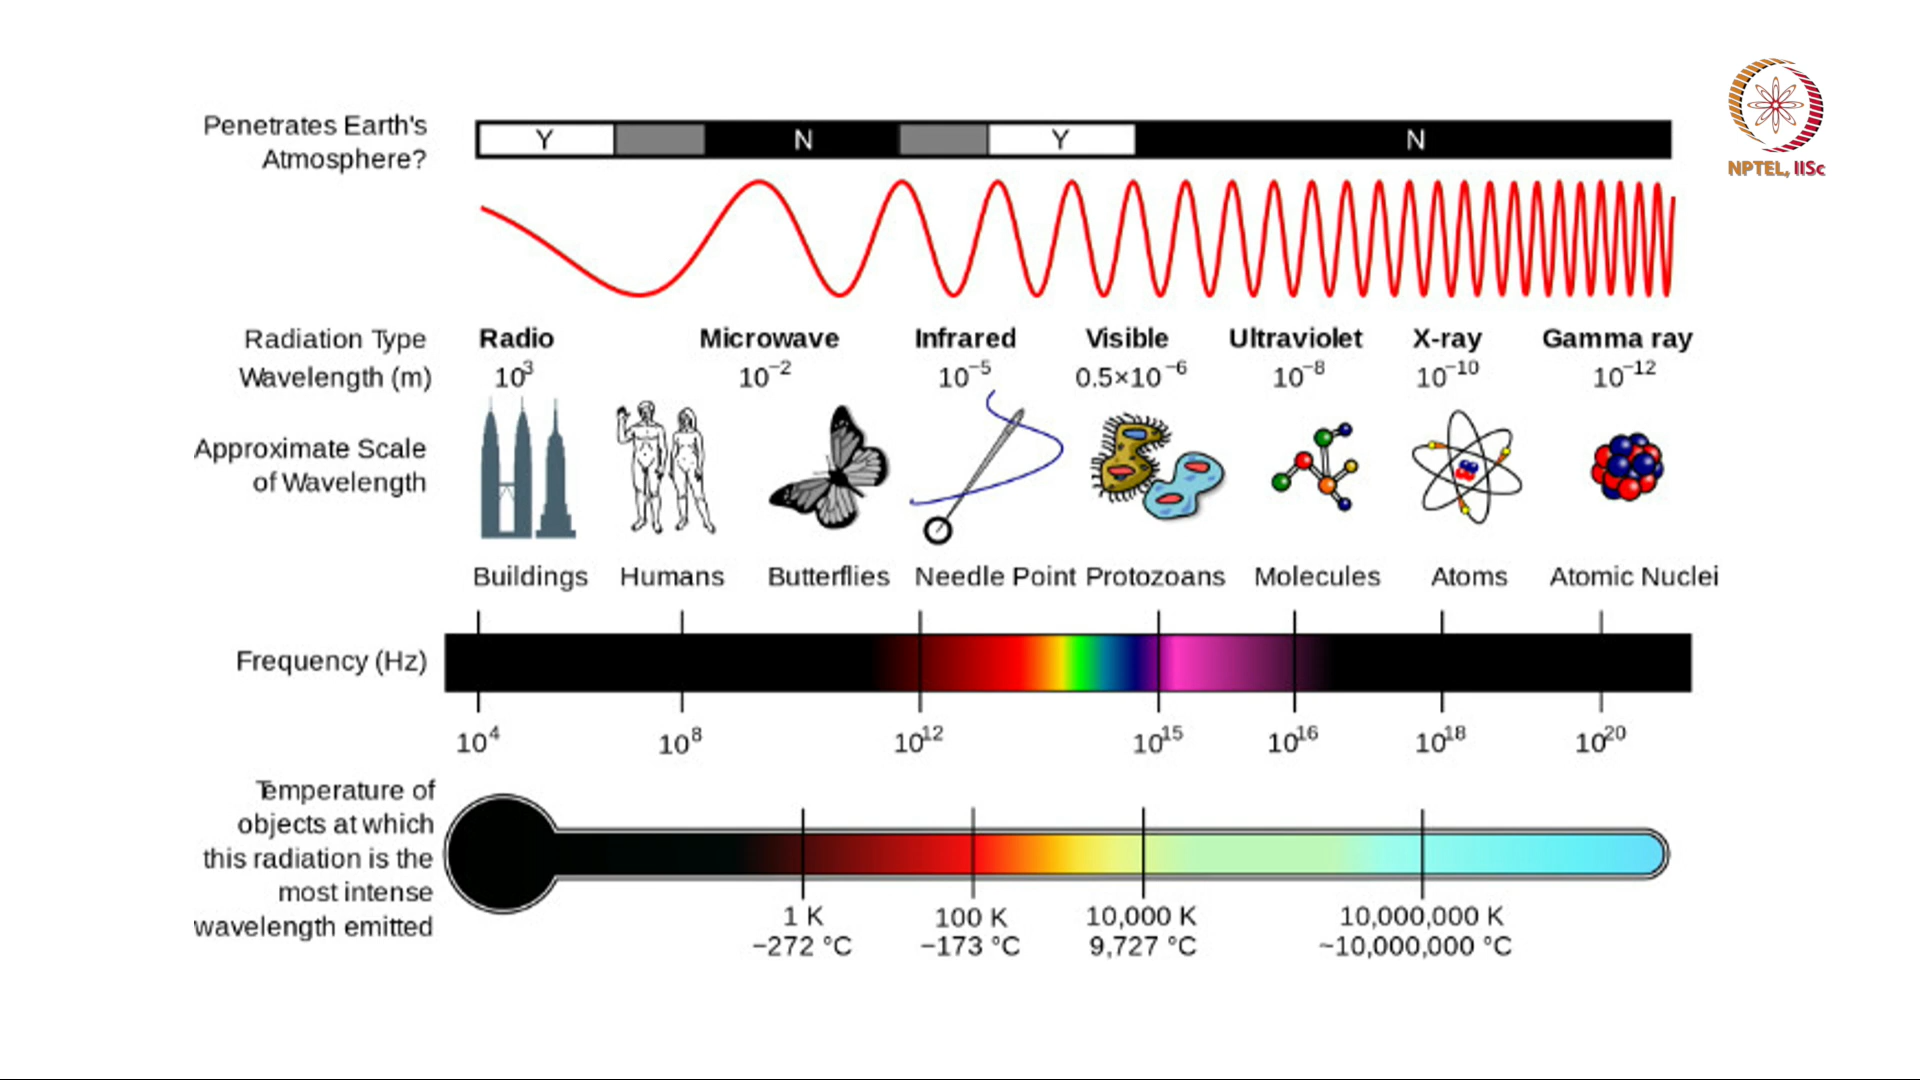 Penetrates Earth's
Atmosphere?
Y N Y N
NPTEL, IISc
Radiation Type Radio Microwave Infrared Visible Ultraviolet X-ray Gamma ray
Wavelength (m) 10³ 10⁻² 10⁻⁵ 0.5×10⁻⁶ 10⁻⁸ 10⁻¹⁰ 10⁻¹²
Approximate Scale
of Wavelength
Buildings Humans Butterflies Needle Point Protozoans Molecules Atoms Atomic Nuclei
Frequency (Hz)
10⁴ 10⁸ 10¹² 10¹⁵ 10¹⁶ 10¹⁸ 10²⁰
Temperature of
objects at which
this radiation is the
most intense
wavelength emitted
1 K 100 K 10,000 K 10,000,000 K
−272 °C −173 °C 9,727 °C ~10,000,000 °C